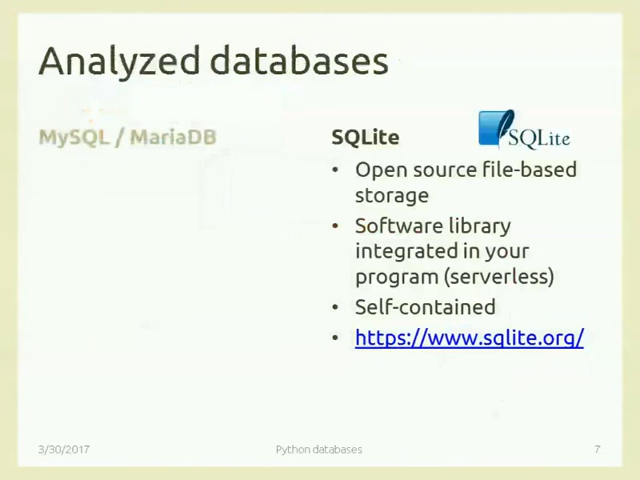 Analyzed databases
MySQL / MariaDB
SQLite
SQLite
• Open source file-based
storage
• Software library
integrated in your
program (serverless)
• Self-contained
• https://www.sqlite.org/
3/30/2017
Python databases
7